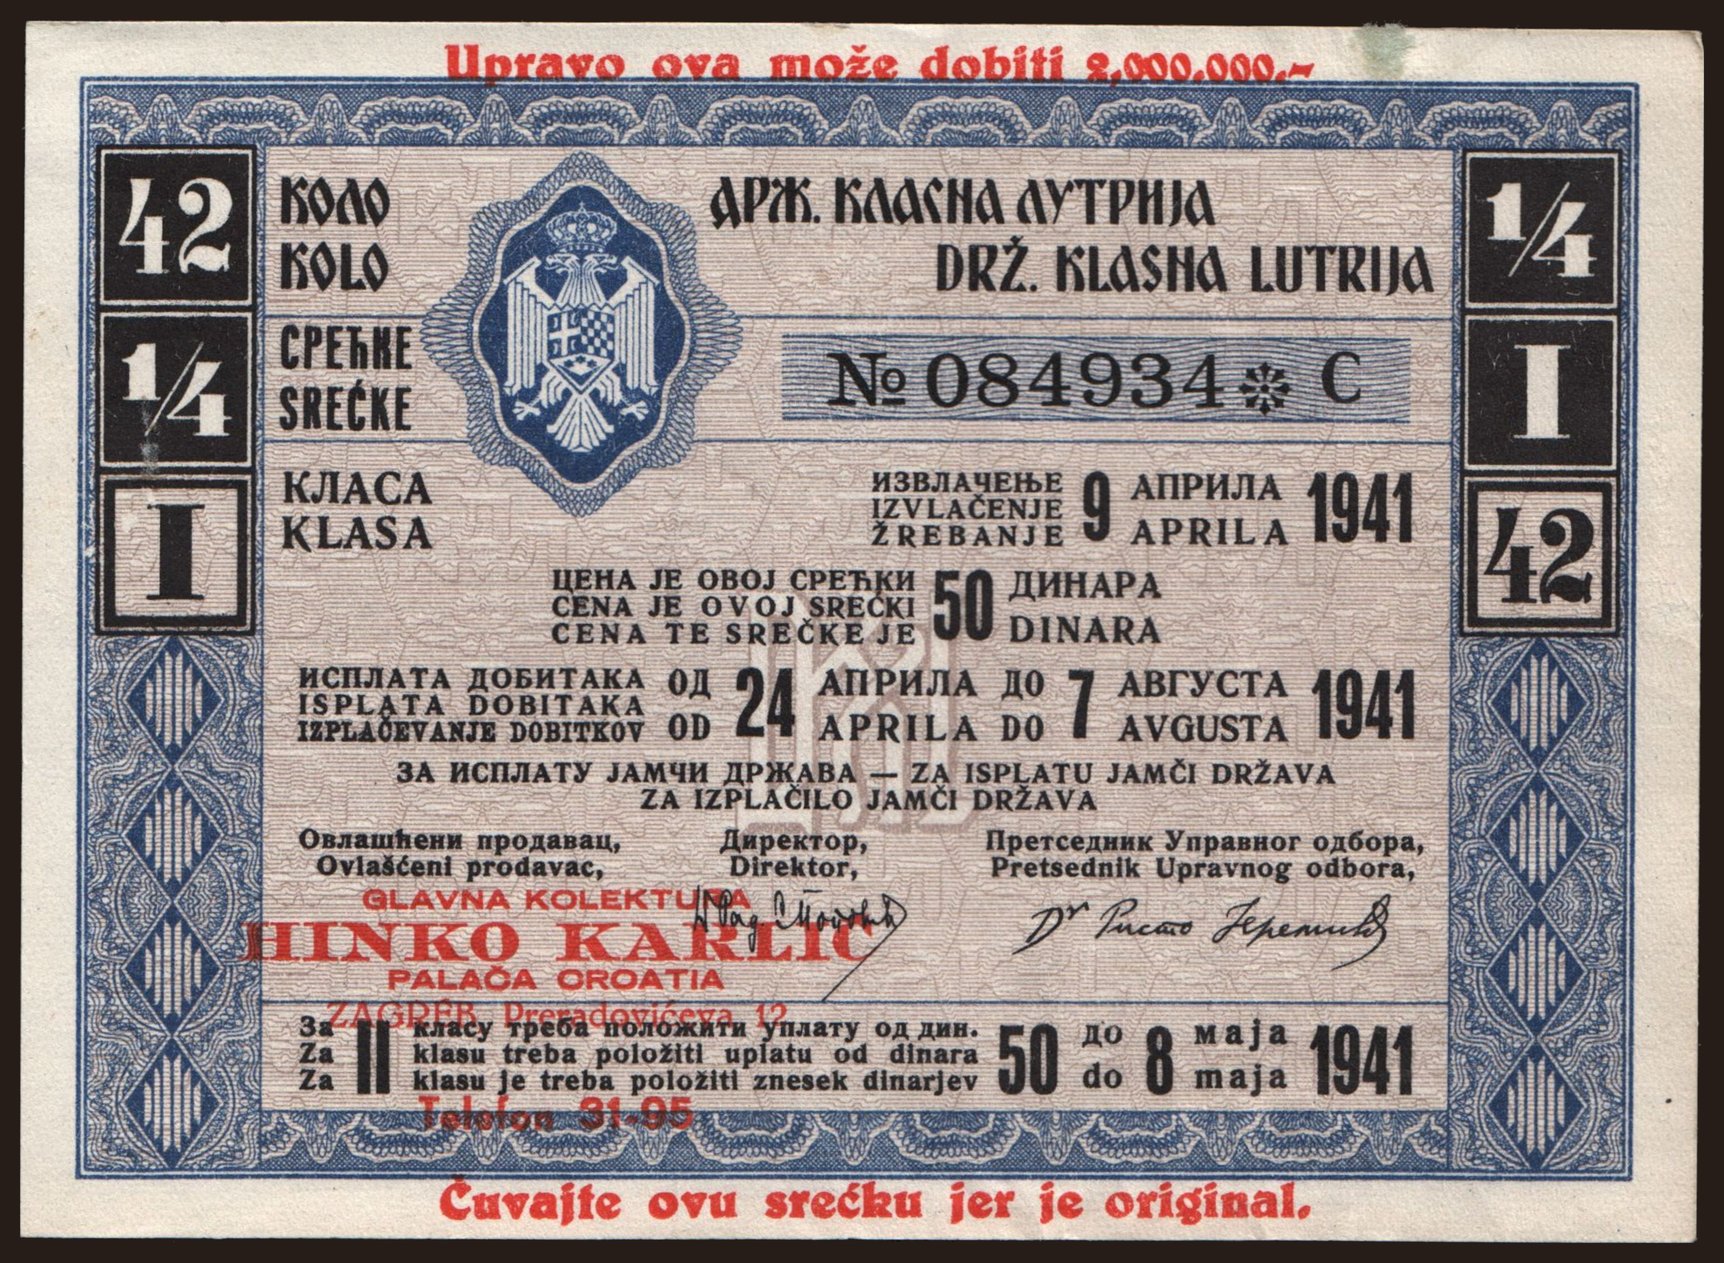 Upravo ova može dobiti 2,000.000.-
42 КОЛО АРЖ. КЛАСНА ЛУТРИЈА 1/4
KOLO DRŽ. KLASNA LUTRIJA
1/4 СРЕЋКЕ
SREĆKE № 084934 * C I
I КЛАСА
KLASA
ИЗВЛАЧЕЊЕ
IZVLAČENJE 9 АПРИЛА 1941
ŽREBANJE APRILA
42
ЦЕНА ЈЕ ОВОЈ СРЕЋКИ
CENA JE OVOJ SREĆKI 50 ДИНАРА
CENA TE SREČKE JE DINARA
ИСПЛАТА ДОБИТАКА ОД 24 АПРИЛА ДО 7 АВГУСТА 1941
ISPLATA DOBITAKA
IZPLAČEVANJE DOBITKOV OD APRILA DO AVGUSTA
ЗА ИСПЛАТУ ЈАМЧИ ДРЖАВА — ZA ISPLATU JAMČI DRŽAVA
ZA IZPLAČILO JAMČI DRŽAVA
Овлашћени продавац, Директор, Претседник Управног одбора,
Ovlašćeni prodavac, Direktor, Pretsednik Upravnog odbora,
GLAVNA KOLEKTURA
HINKO KARLIĆ
Dr Ристо Јеремић
PALAČA CROATIA
ZAGREB, Preradovićeva 12
За II класу треба положити уплату од дин. 50 до 8 маја 1941
Za klasu treba položiti uplatu od dinara
Za klasu je treba položiti znesek dinarjev do maja
Telefon 31-95
Čuvajte ovu srećku jer je original.